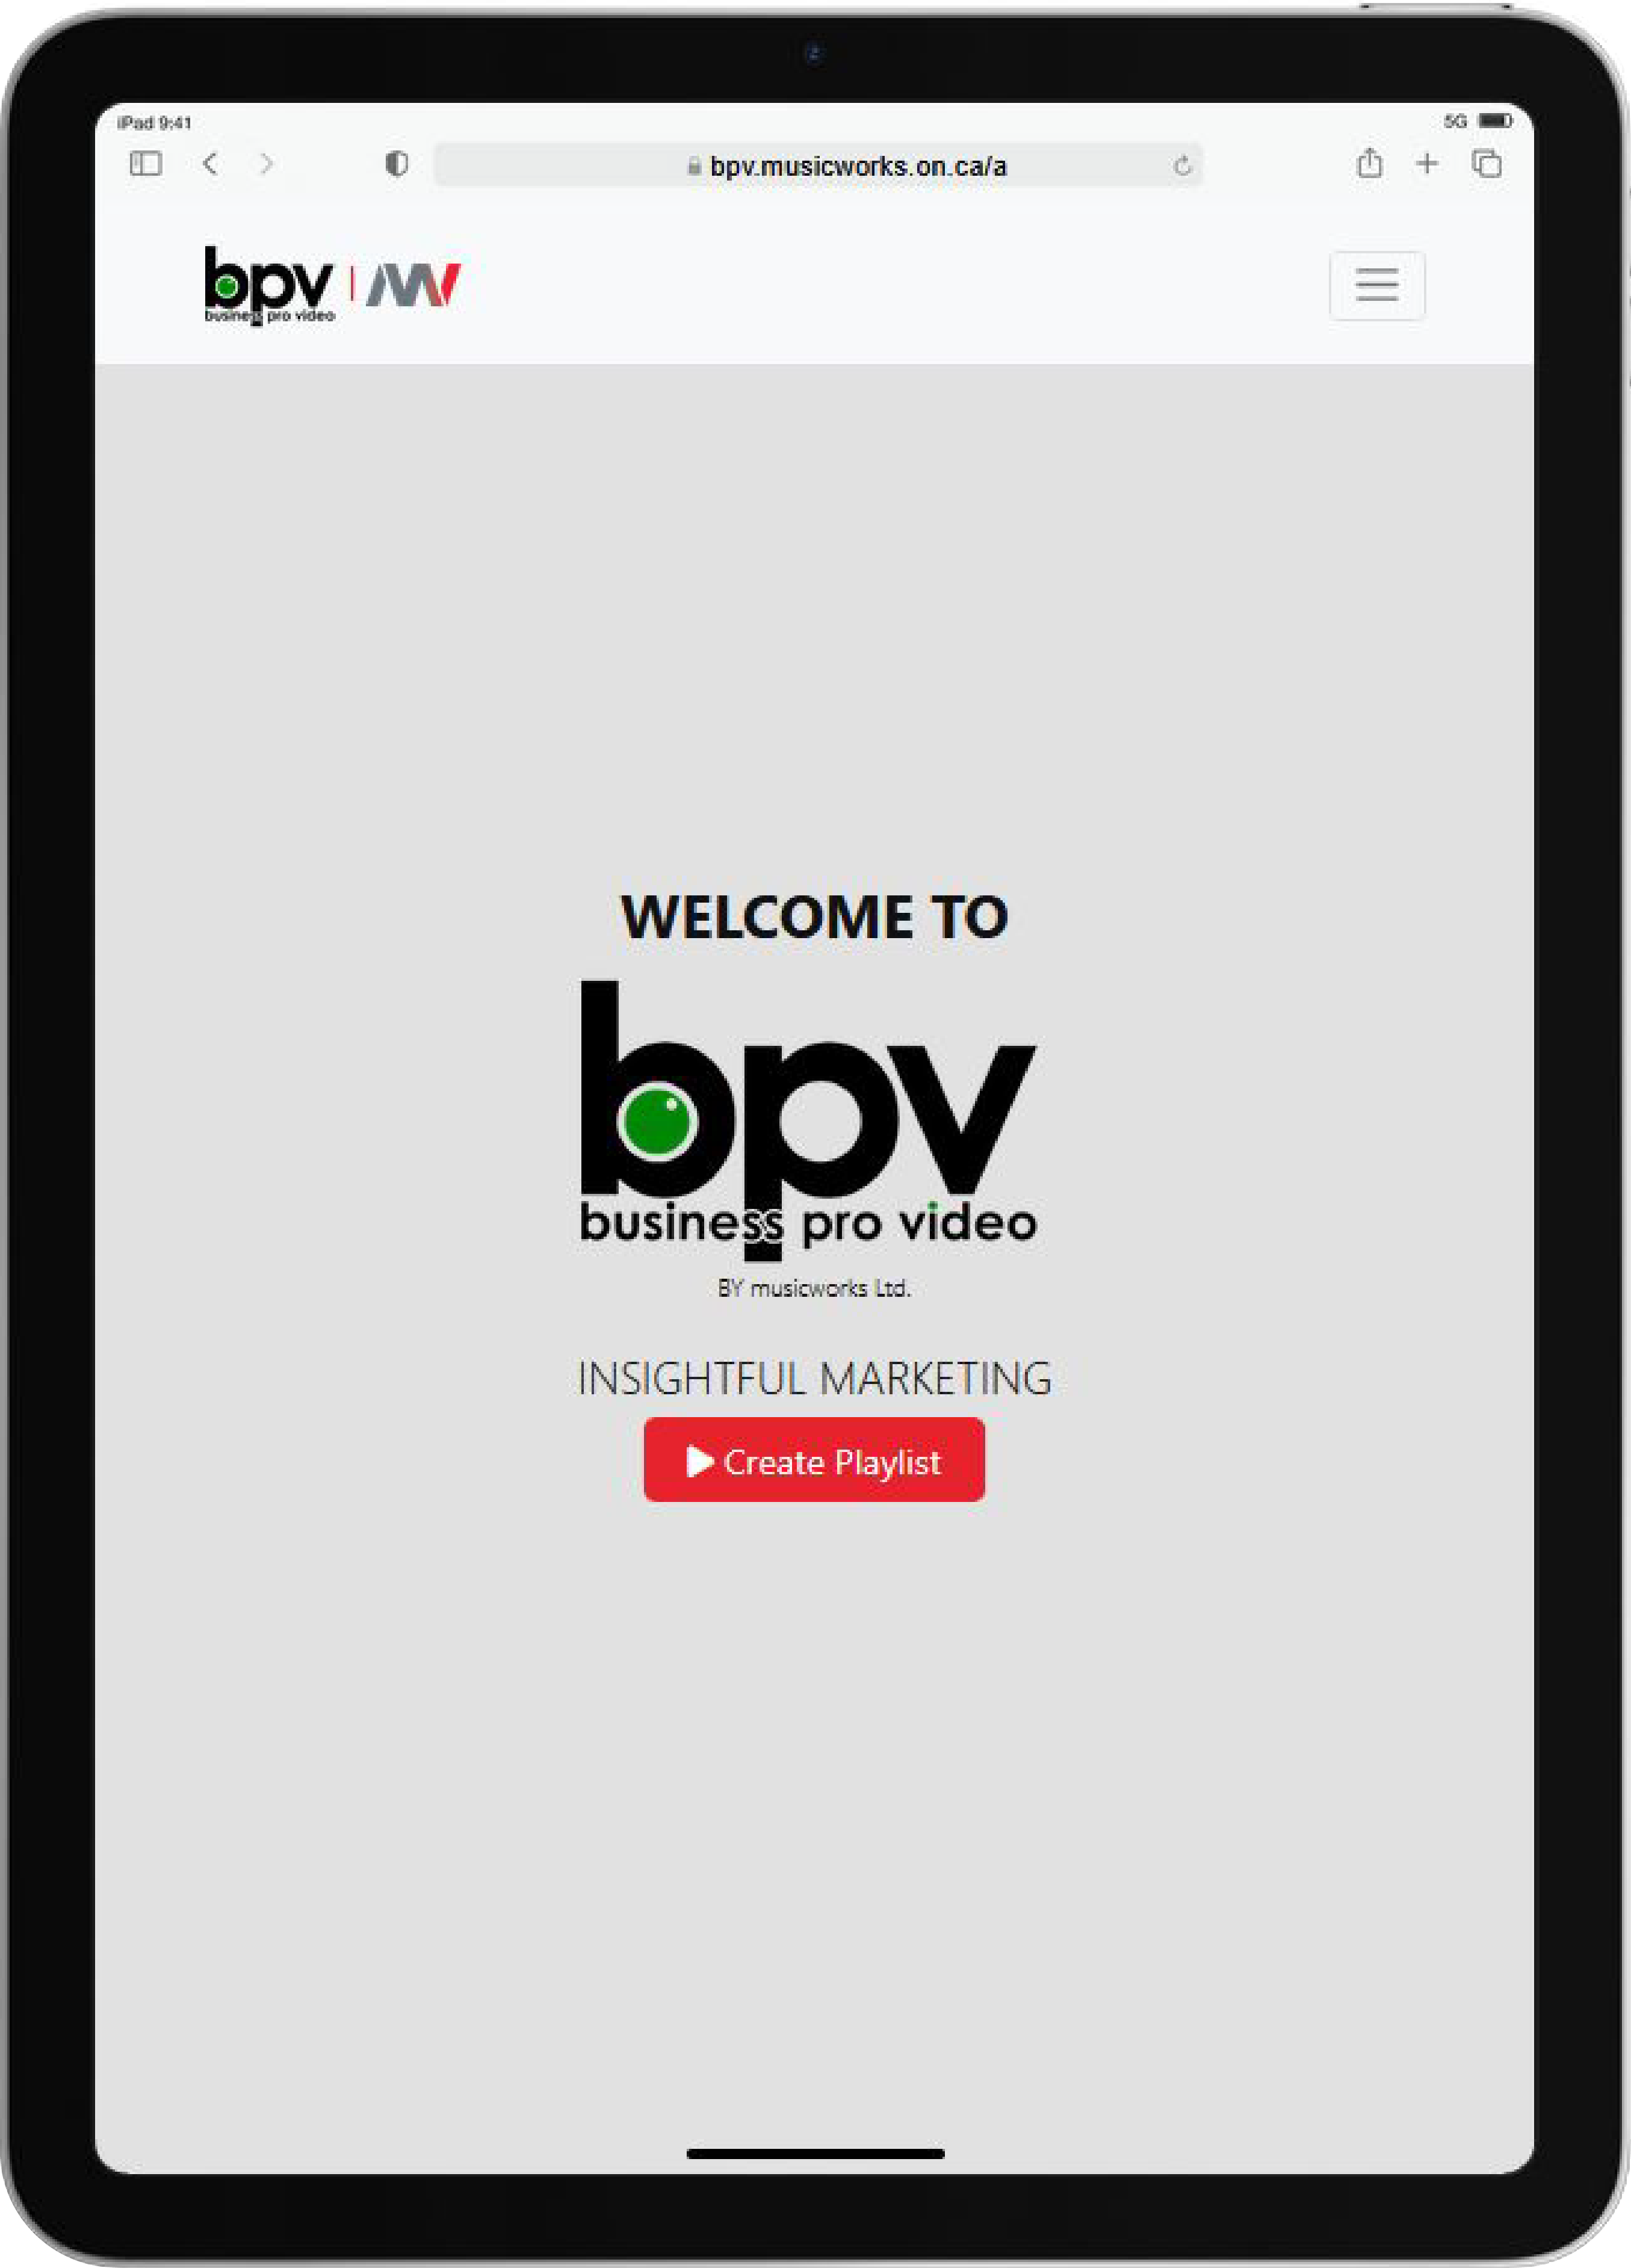 iPad 9:41
5G
bpv.musicworks.on.ca/a
bpv
business pro video
MW
WELCOME TO
bpv
business pro video
BY musicworks Ltd.
INSIGHTFUL MARKETING
Create Playlist